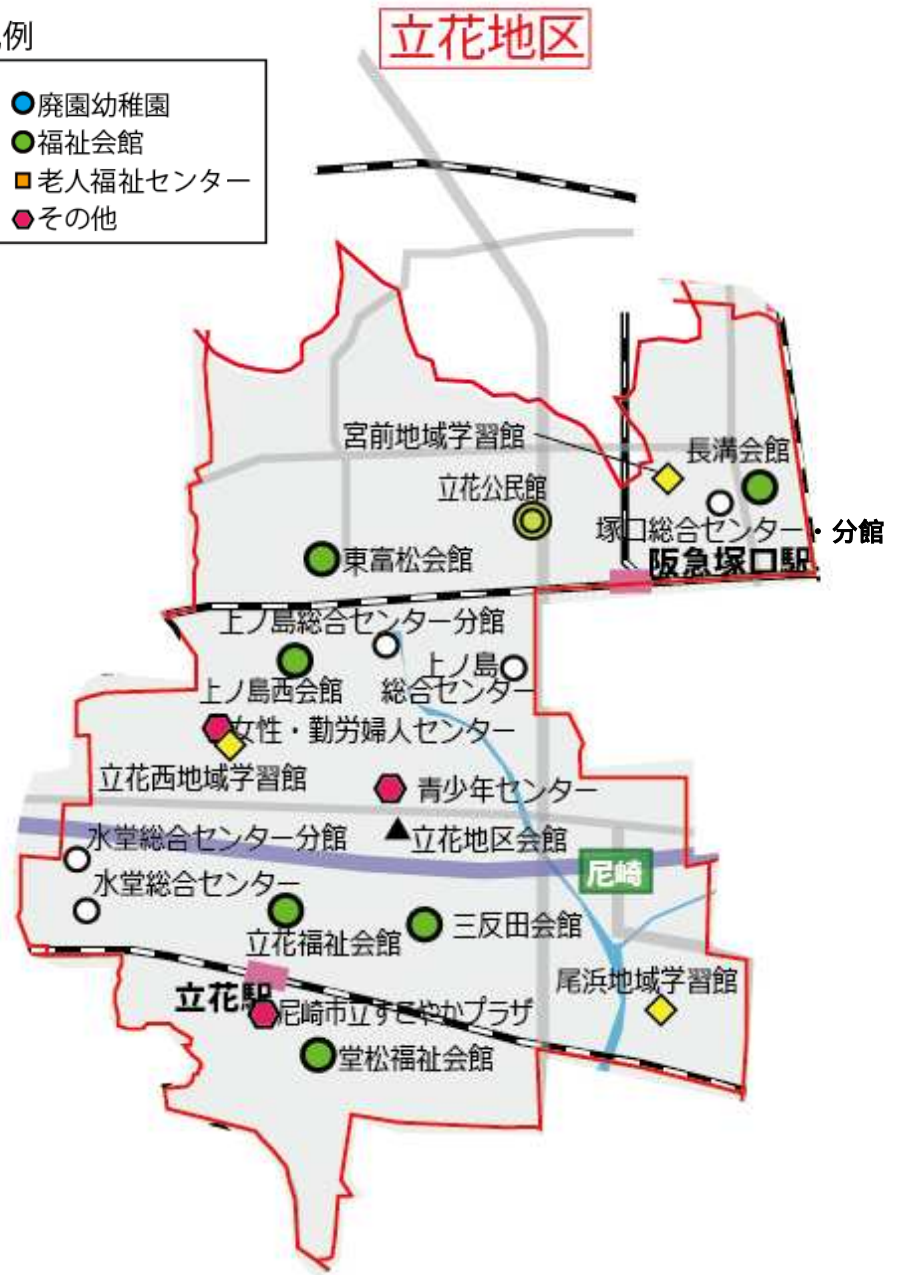 立花地区
例
廃園幼稚園
福祉会館
老人福祉センター
その他
宮前地域学習館
長溝会館
立花公民館
塚口総合センター・分館
東富松会館
阪急塚口駅
上ノ島総合センター分館
上ノ島
総合センター
上ノ島西会館
女性・勤労婦人センター
立花西地域学習館
青少年センター
水堂総合センター分館
立花地区会館
尼崎
水堂総合センター
立花福祉会館
三反田会館
尾浜地域学習館
立花駅
尼崎市立すこやかプラザ
堂松福祉会館